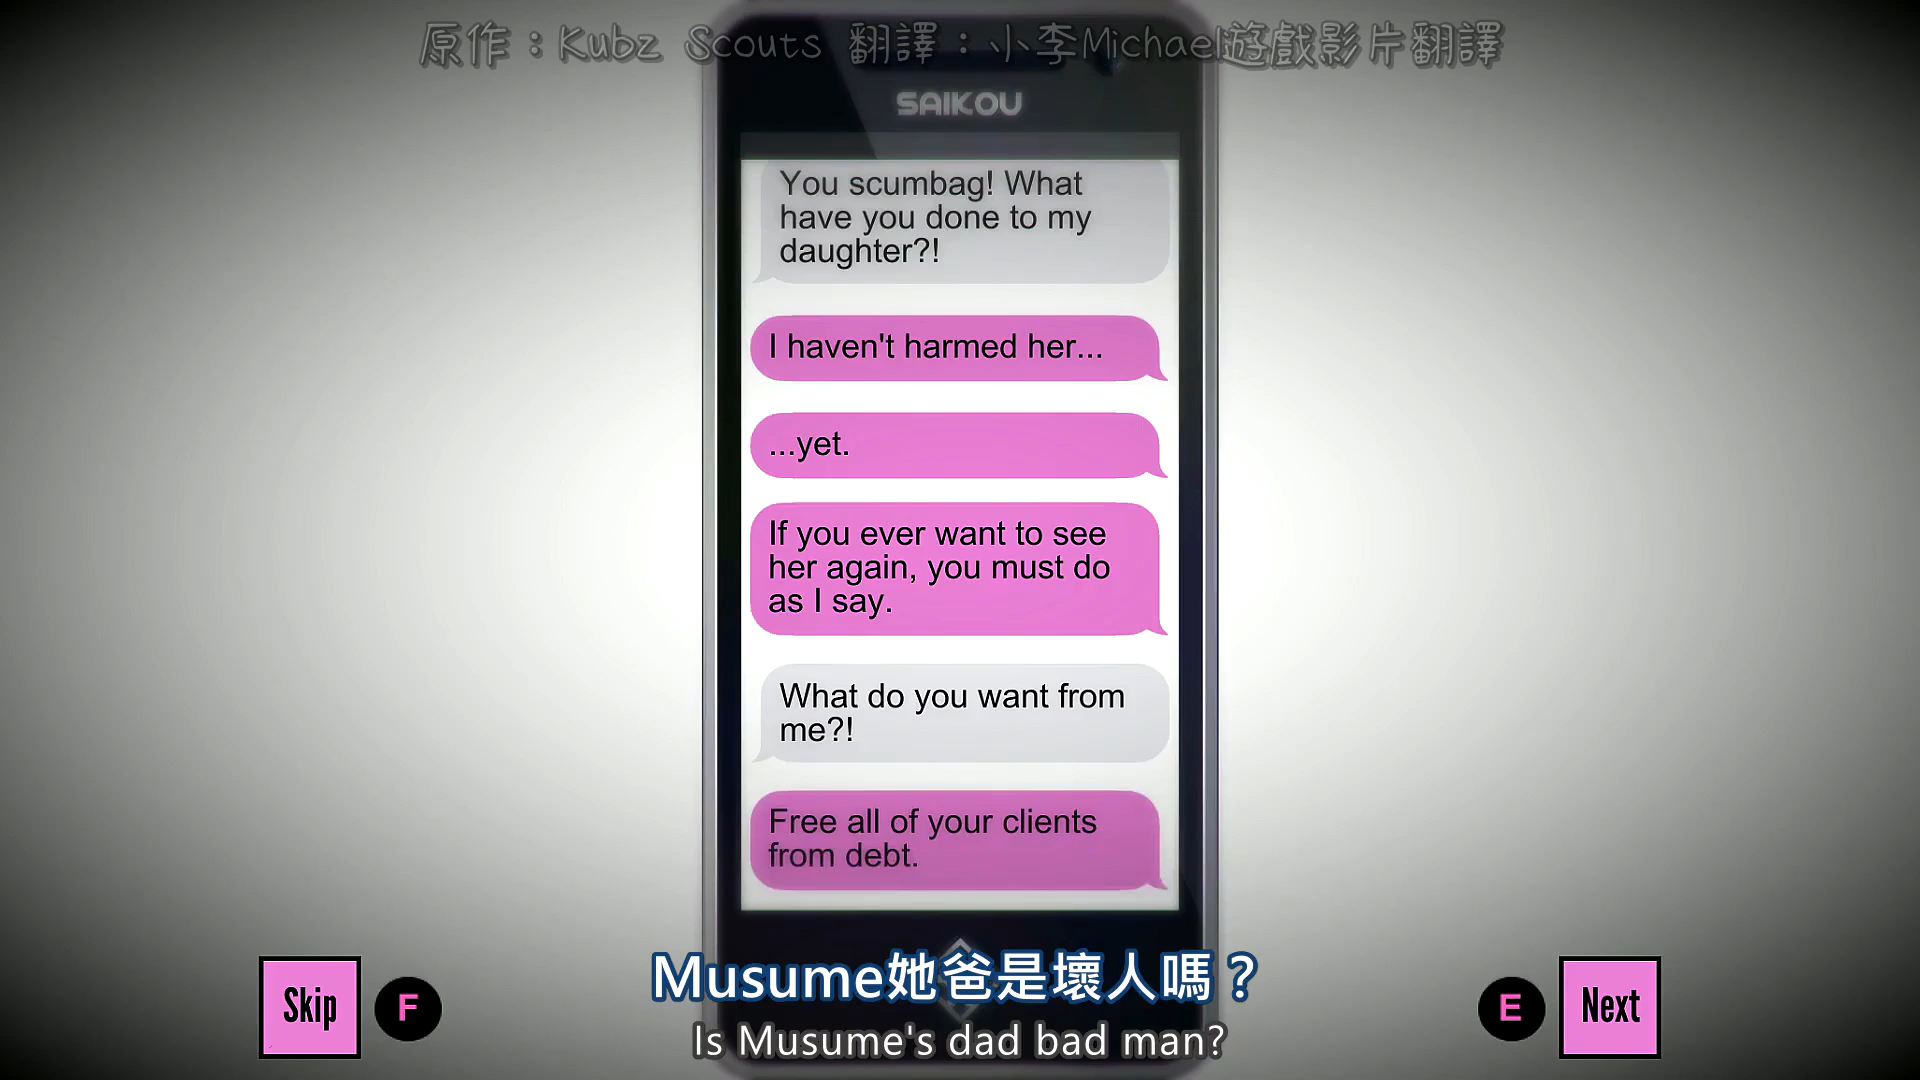 原作：Kubz Scouts 翻譯：小李Michael遊戲影片翻譯
SAIKOU
You scumbag! What
have you done to my
daughter?!
I haven't harmed her...
...yet.
If you ever want to see
her again, you must do
as I say.
What do you want from
me?!
Free all of your clients
from debt.
Skip F
E Next
Musume她爸是壞人嗎？
Is Musume's dad bad man?